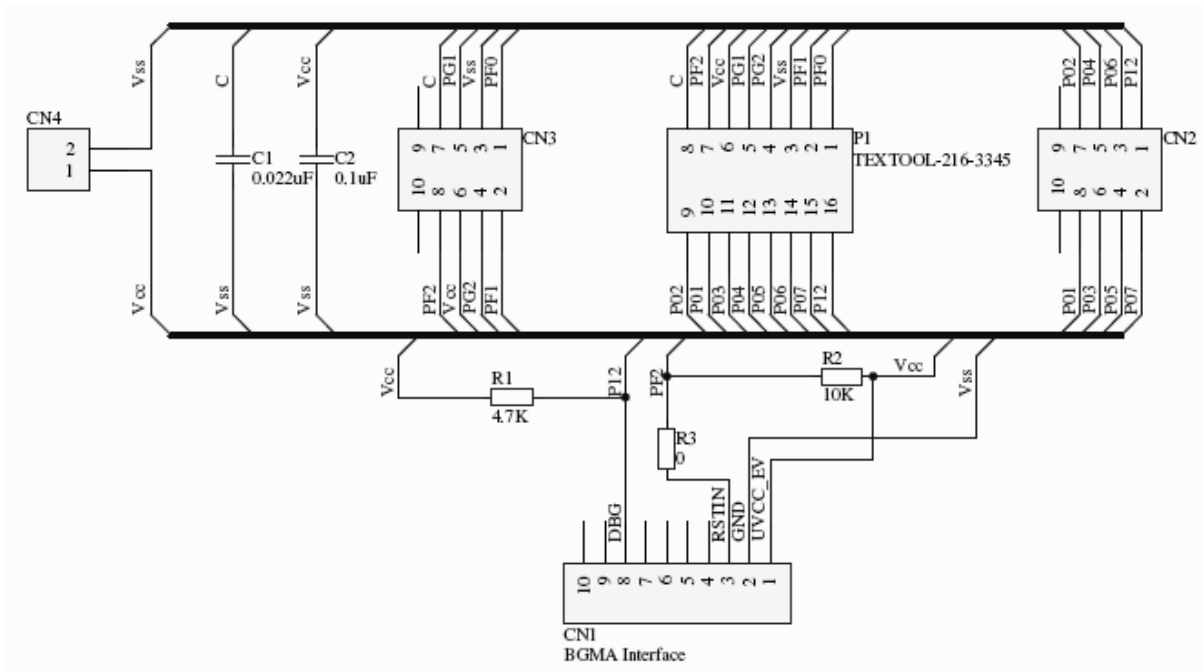 Vss
C
Vcc
C
PG1
Vss
PF0
C
PF2
Vcc
PG1
PG2
Vss
PF1
PF0
P02
P04
P06
P12
CN4
2
1
C1
0.022uF
C2
0.1uF
9 7 5 3 1
10 8 6 4 2
CN3
8 7 6 5 4 3 2 1
9 10 11 12 13 14 15 16
P1
TEXTOOL-216-3345
9 7 5 3 1
10 8 6 4 2
CN2
Vcc
Vss
Vss
PF2
Vcc
PG2
PF1
P02
P01
P03
P04
P05
P06
P07
P12
P01
P03
P05
P07
Vcc
R1
4.7K
P12
PF2
R2
10K
Vcc
Vss
R3
0
DBG
RSTIN
GND
UVCC_EV
10 9 8 7 6 5 4 3 2 1
CN1
BGMA Interface